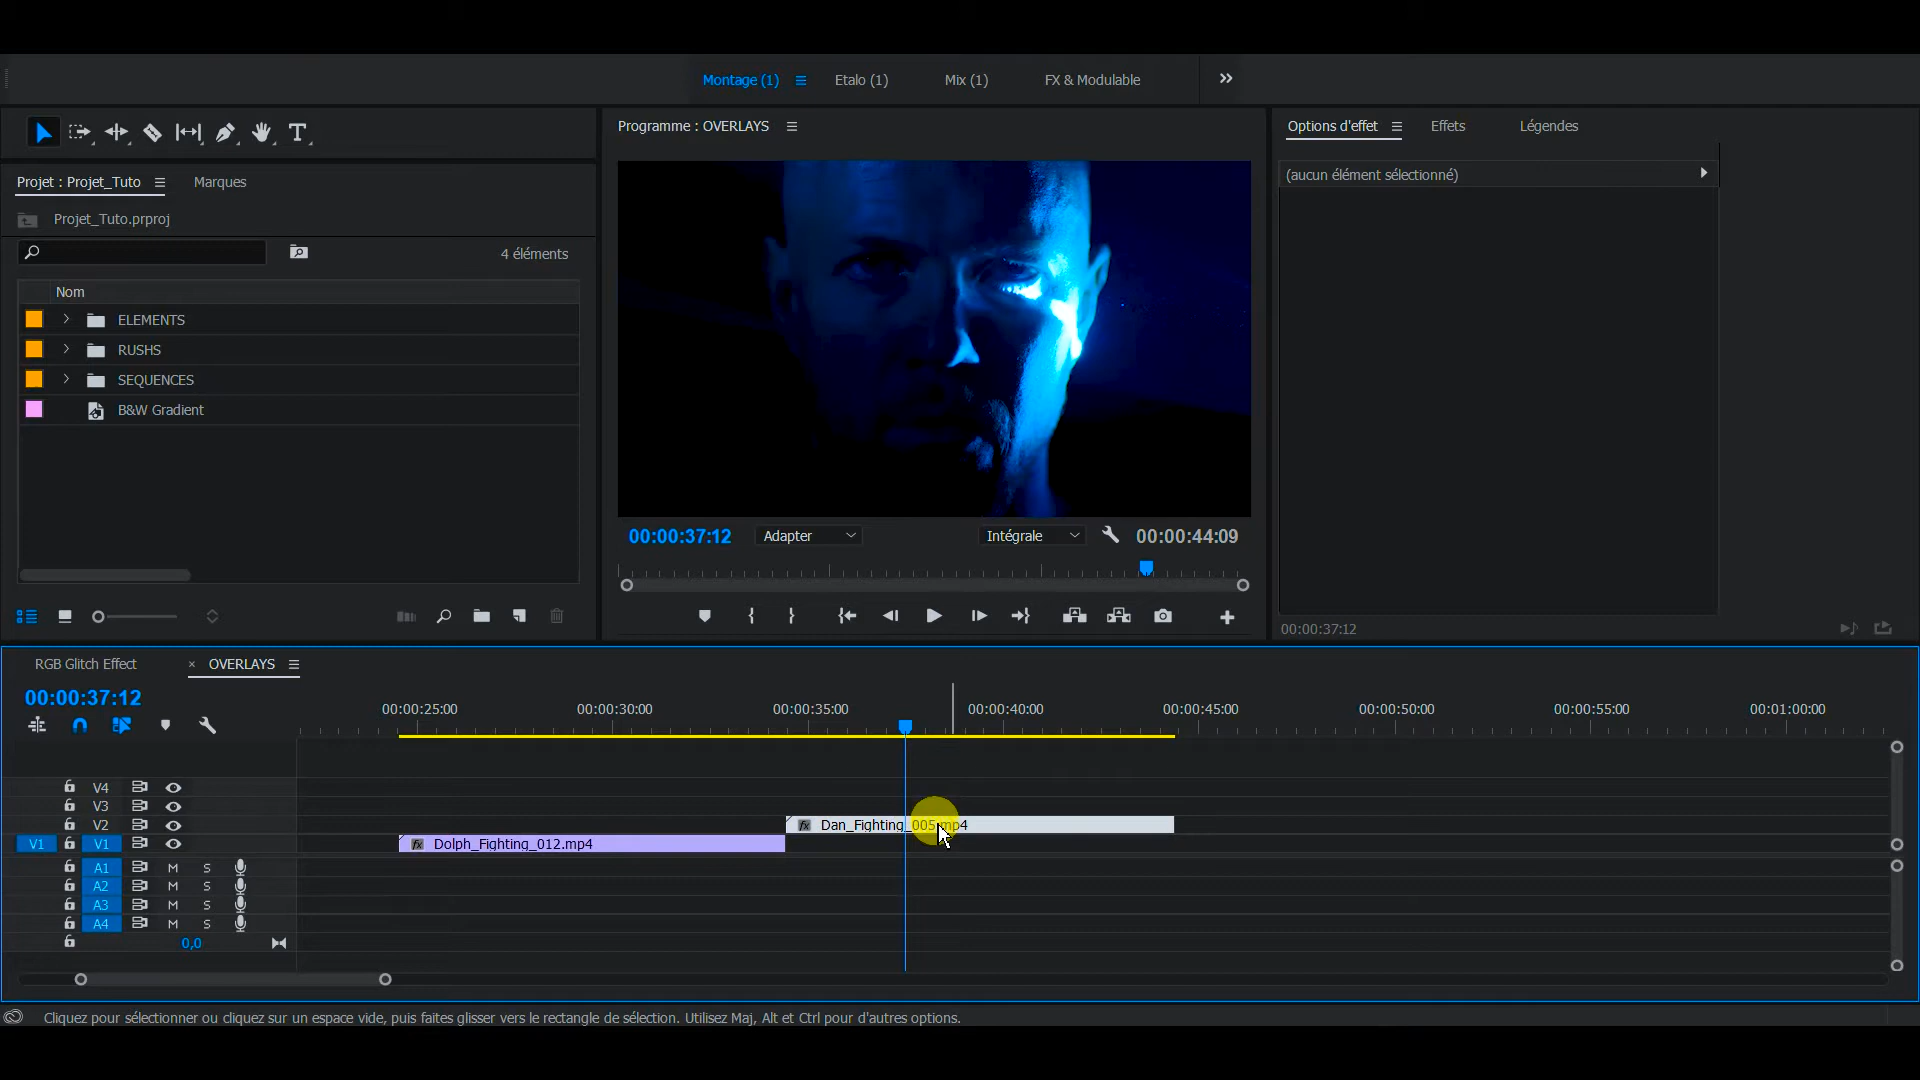 Montage (1)
Etalo (1)
Mix (1)
FX & Modulable
Projet : Projet_Tuto
Marques
Projet_Tuto.prproj
4 éléments
Nom
ELEMENTS
RUSHS
SEQUENCES
B&W Gradient
Programme : OVERLAYS
00:00:37:12
Adapter
Intégrale
00:00:44:09
Options d'effet
Effets
Légendes
(aucun élément sélectionné)
00:00:37:12
RGB Glitch Effect
× OVERLAYS
00:00:37:12
00:00:25:00
00:00:30:00
00:00:35:00
00:00:40:00
00:00:45:00
00:00:50:00
00:00:55:00
00:01:00:00
V4
V3
V2
fx Dan_Fighting_005.mp4
V1 V1
fx Dolph_Fighting_012.mp4
A1 M S
A2 M S
A3 M S
A4 M S
0,0
Cliquez pour sélectionner ou cliquez sur un espace vide, puis faites glisser vers le rectangle de sélection. Utilisez Maj, Alt et Ctrl pour d'autres options.